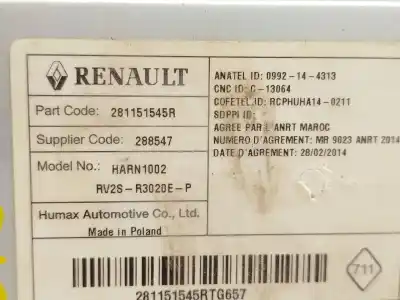 RENAULT
Part Code: 281151545R
Supplier Code: 288547
Model No.: HARN1002
RV2S-R3020E-P
Humax Automotive Co., Ltd.
Made in Poland
281151545RTG657
ANATEL ID: 0992-14-4313
CNC ID: C-13064
COFETEL ID: RCPHUHA14-0211
SDPPI ID:
AGREE PAR L'ANRT MAROC
NUMERO D'AGREMENT: MR 9023 ANRT 2014
DATE D'AGREMENT: 28/02/2014
711